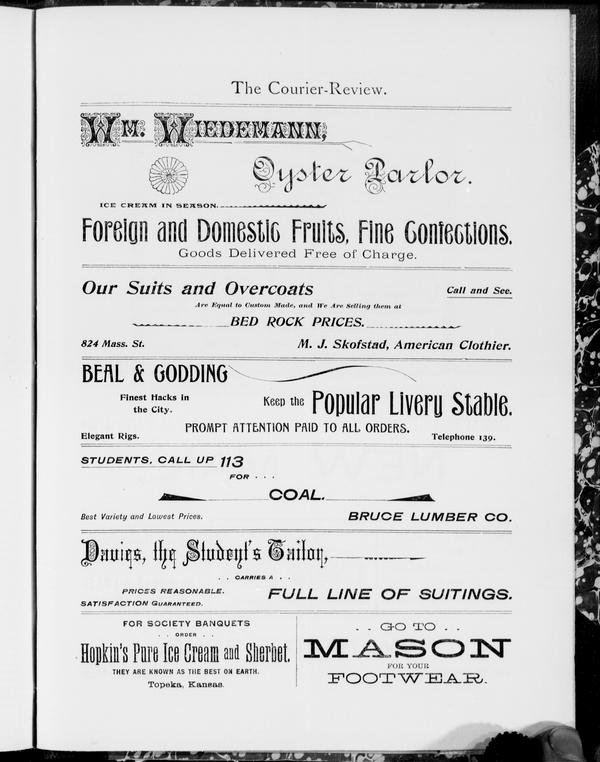 The Courier-Review.
Wm. Wiedemann,
Oyster Parlor.
ICE CREAM IN SEASON.
Foreign and Domestic Fruits, Fine Confections.
Goods Delivered Free of Charge.
Our Suits and Overcoats
Call and See.
Are Equal to Custom Made, and We Are Selling them at
BED ROCK PRICES.
824 Mass. St.
M. J. Skofstad, American Clothier.
BEAL & GODDING
Finest Hacks in
the City.
Keep the Popular Livery Stable.
PROMPT ATTENTION PAID TO ALL ORDERS.
Elegant Rigs.
Telephone 139.
STUDENTS, CALL UP 113
FOR . . .
COAL.
Best Variety and Lowest Prices.
BRUCE LUMBER CO.
Davies, the Student's Tailor,
. . CARRIES A . .
PRICES REASONABLE.
FULL LINE OF SUITINGS.
SATISFACTION GUARANTEED.
FOR SOCIETY BANQUETS
. . ORDER . .
Hopkin's Pure Ice Cream and Sherbet.
THEY ARE KNOWN AS THE BEST ON EARTH.
Topeka, Kansas.
. . GO TO . .
MASON
FOR YOUR
FOOTWEAR.